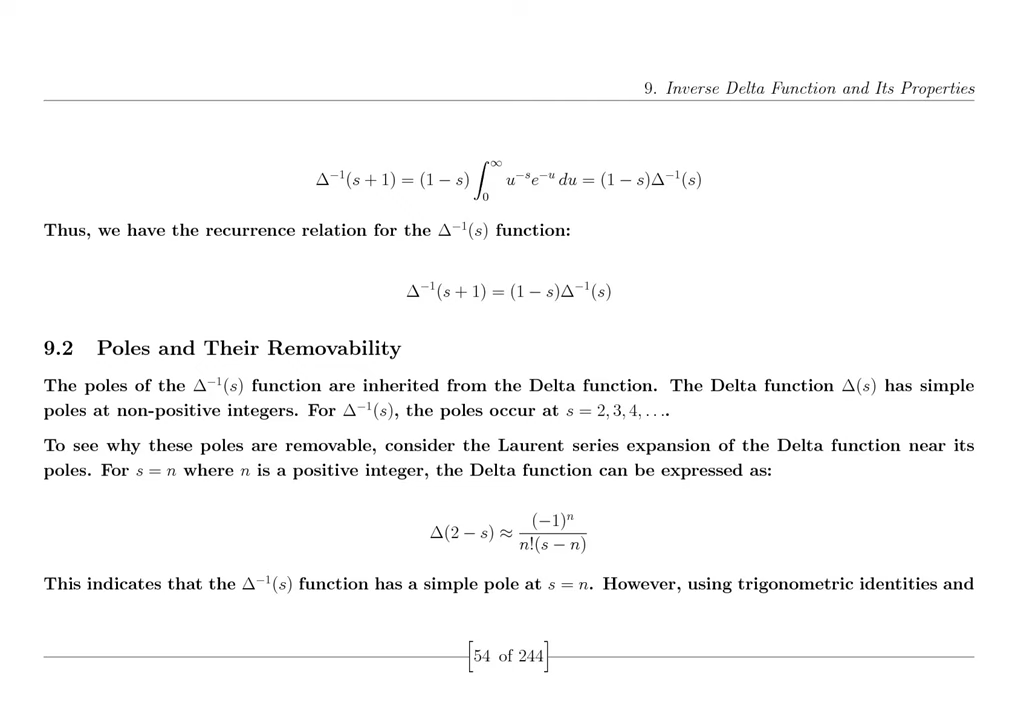 9. Inverse Delta Function and Its Properties
Δ⁻¹(s + 1) = (1 − s) ∫₀^∞ u⁻ˢe⁻ᵘ du = (1 − s)Δ⁻¹(s)
Thus, we have the recurrence relation for the Δ⁻¹(s) function:
Δ⁻¹(s + 1) = (1 − s)Δ⁻¹(s)
9.2 Poles and Their Removability
The poles of the Δ⁻¹(s) function are inherited from the Delta function. The Delta function Δ(s) has simple
poles at non-positive integers. For Δ⁻¹(s), the poles occur at s = 2, 3, 4, . . ..
To see why these poles are removable, consider the Laurent series expansion of the Delta function near its
poles. For s = n where n is a positive integer, the Delta function can be expressed as:
Δ(2 − s) ≈ (−1)ⁿ / n!(s − n)
This indicates that the Δ⁻¹(s) function has a simple pole at s = n. However, using trigonometric identities and
[54 of 244]